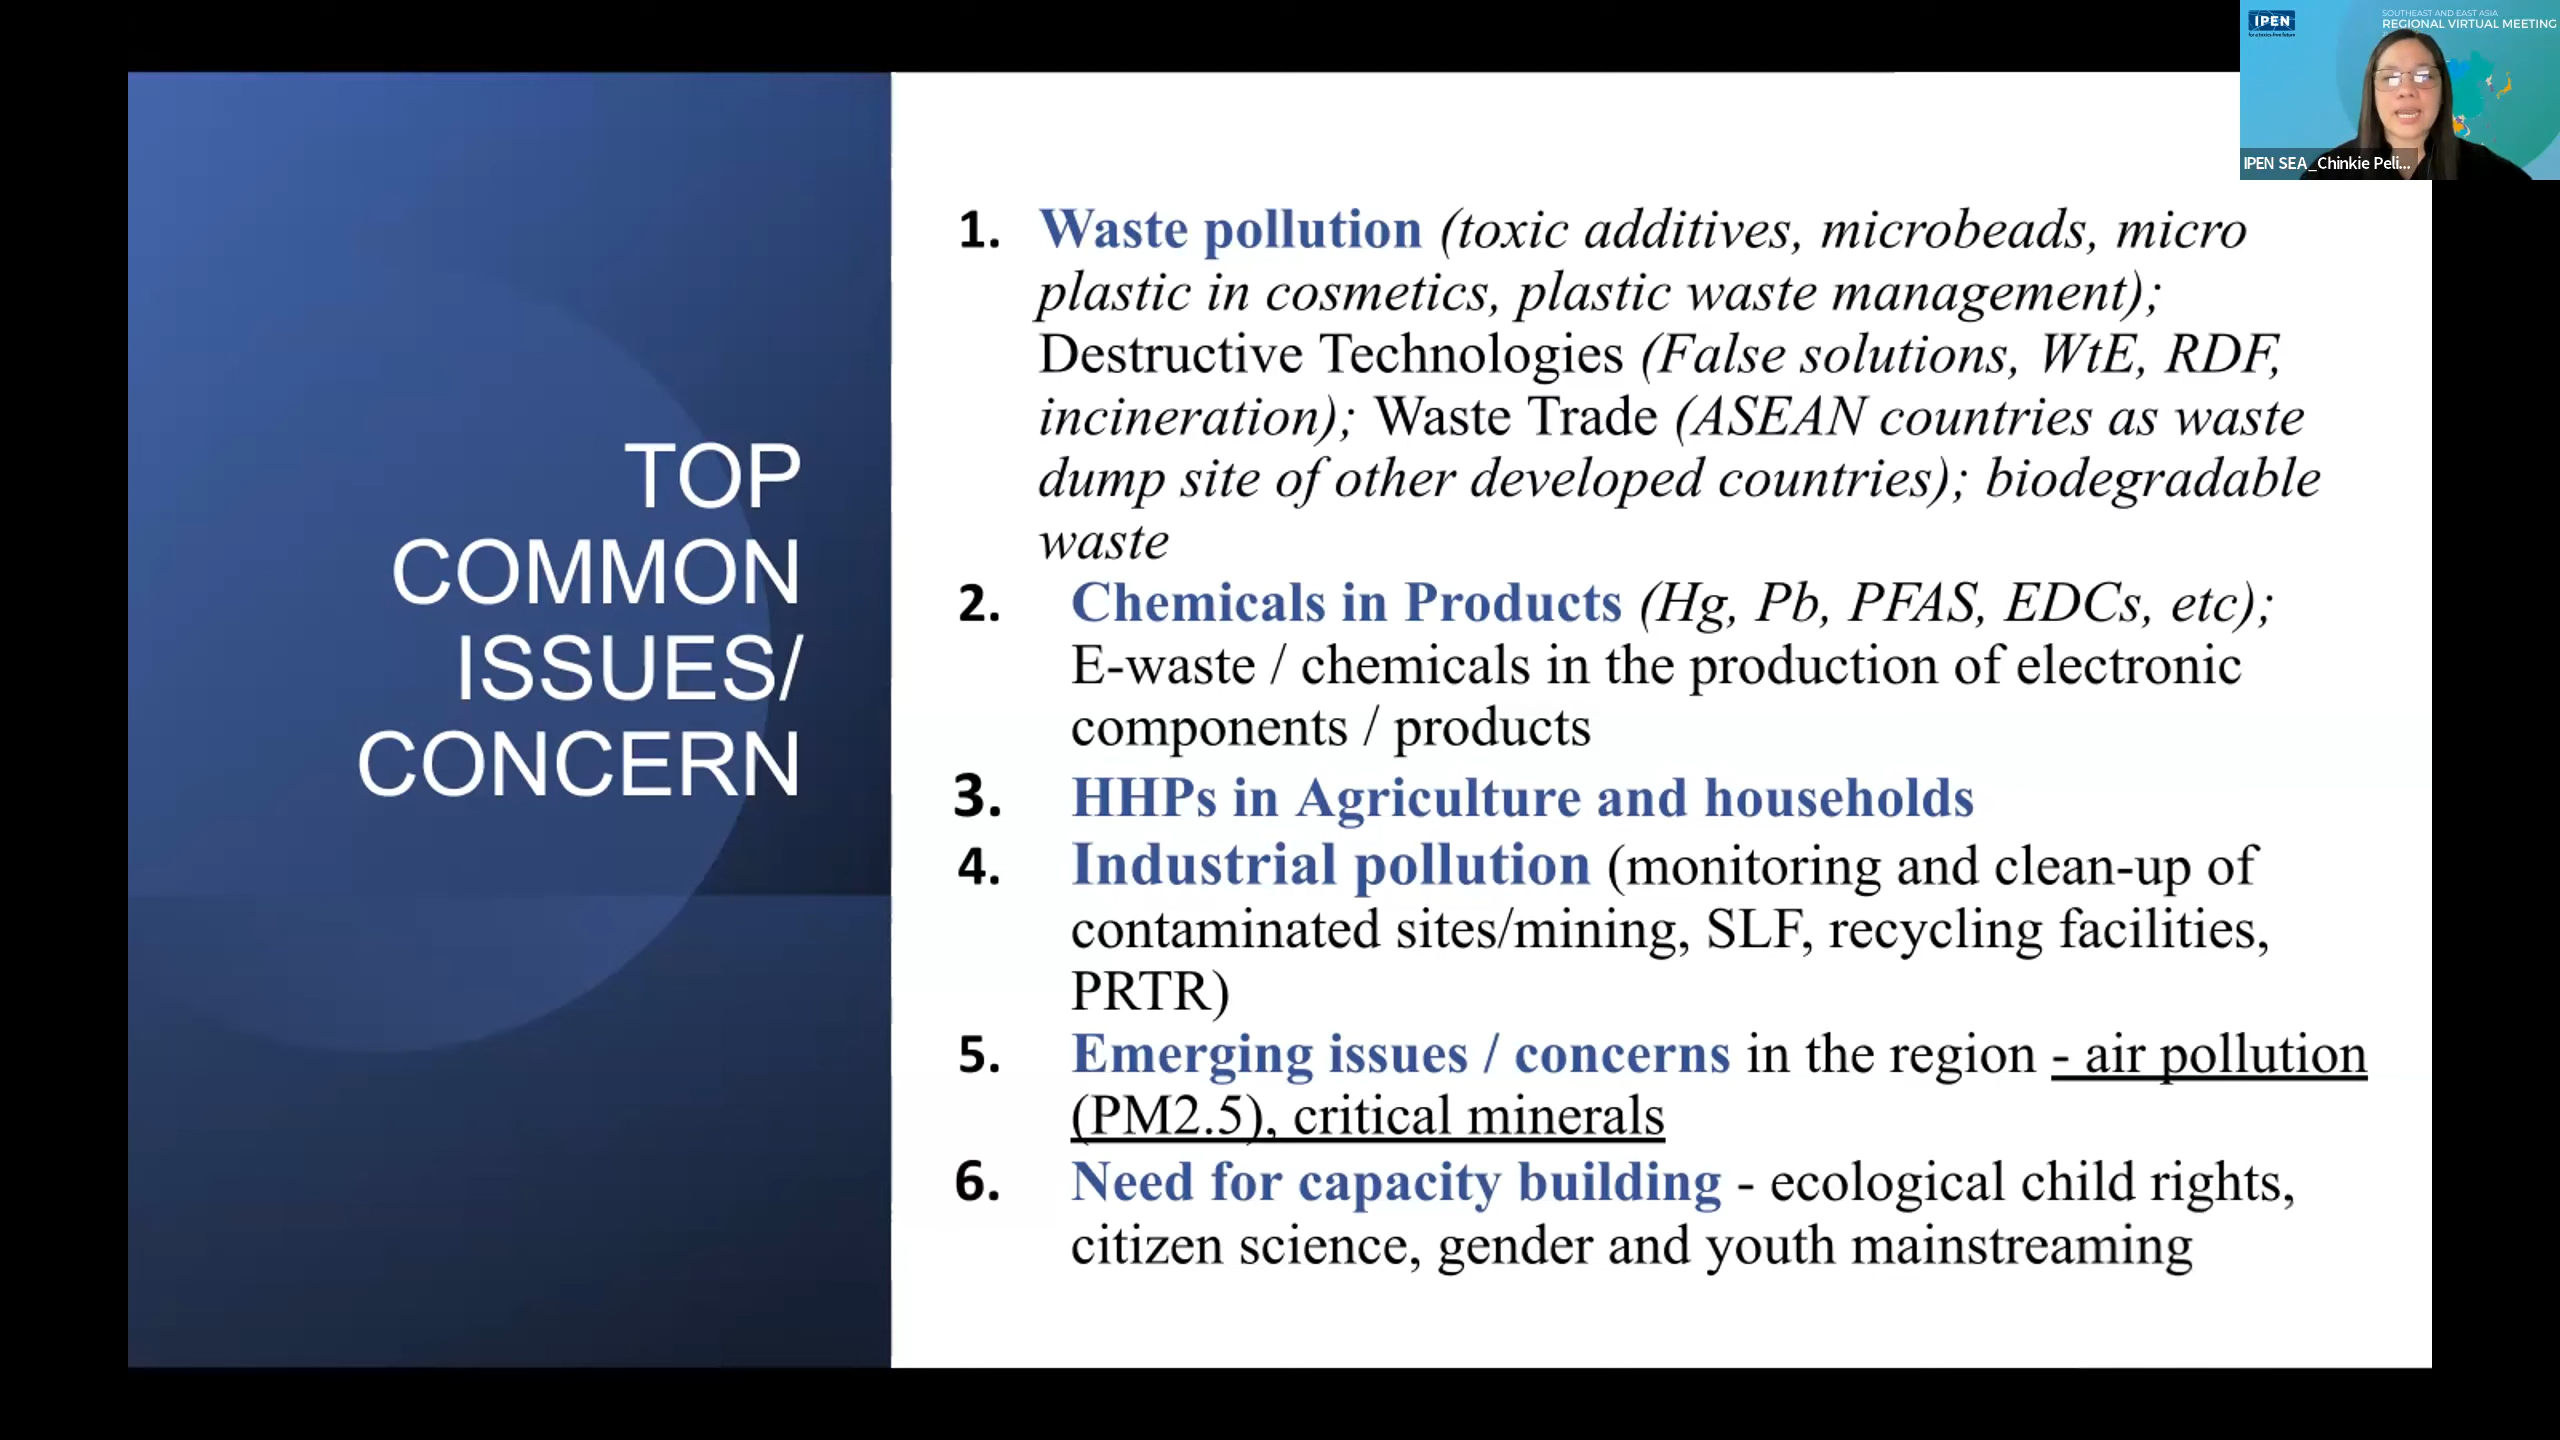 TOP
COMMON
ISSUES/
CONCERN
1. Waste pollution (toxic additives, microbeads, micro
plastic in cosmetics, plastic waste management);
Destructive Technologies (False solutions, WtE, RDF,
incineration); Waste Trade (ASEAN countries as waste
dump site of other developed countries); biodegradable
waste
2. Chemicals in Products (Hg, Pb, PFAS, EDCs, etc);
E-waste / chemicals in the production of electronic
components / products
3. HHPs in Agriculture and households
4. Industrial pollution (monitoring and clean-up of
contaminated sites/mining, SLF, recycling facilities,
PRTR)
5. Emerging issues / concerns in the region - air pollution
(PM2.5), critical minerals
6. Need for capacity building - ecological child rights,
citizen science, gender and youth mainstreaming
IPEN
for a toxics-free future
SOUTHEAST AND EAST ASIA
REGIONAL VIRTUAL MEETING
IPEN SEA_Chinkie Peli...